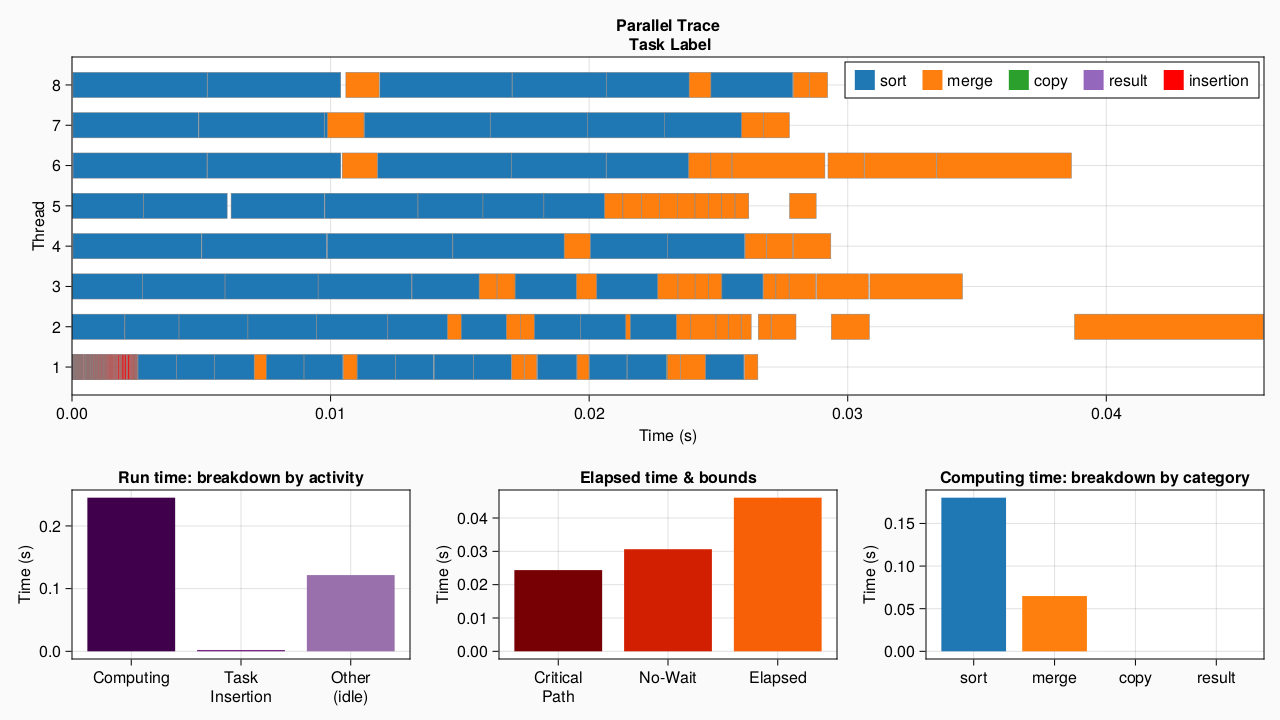 Parallel Trace
Task Label
sort merge copy result insertion
Thread
8
7
6
5
4
3
2
1
0.00 0.01 0.02 0.03 0.04
Time (s)
Run time: breakdown by activity
Time (s)
0.2
0.1
0.0
Computing Task Insertion Other (idle)
Elapsed time & bounds
Time (s)
0.04
0.03
0.02
0.01
0.00
Critical Path No-Wait Elapsed
Computing time: breakdown by category
Time (s)
0.15
0.10
0.05
0.00
sort merge copy result